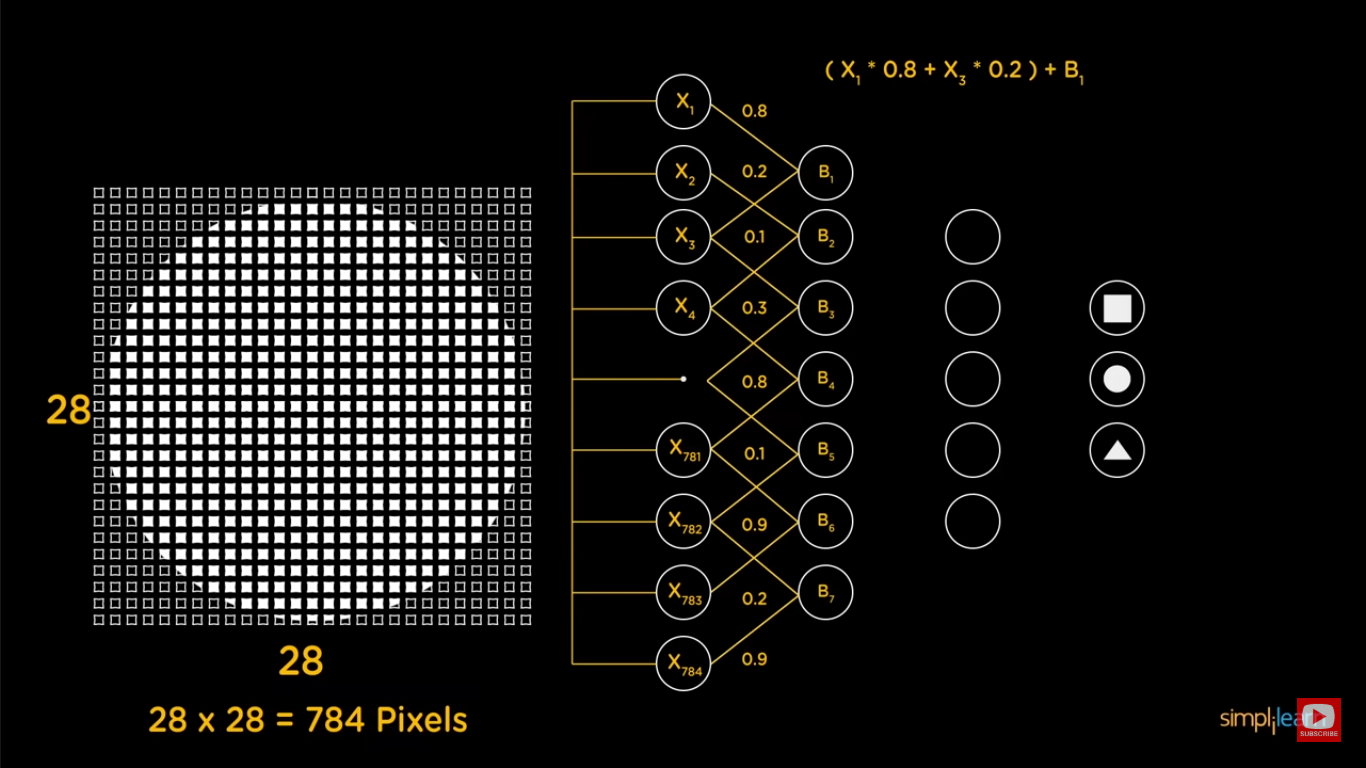 ( X₁ * 0.8 + X₃ * 0.2 ) + B₁
X₁
0.8
X₂
0.2
B₁
X₃
0.1
B₂
X₄
0.3
B₃
0.8
B₄
28
X₇₈₁
0.1
B₅
X₇₈₂
0.9
B₆
X₇₈₃
0.2
B₇
X₇₈₄
0.9
28
28 x 28 = 784 Pixels
SUBSCRIBE